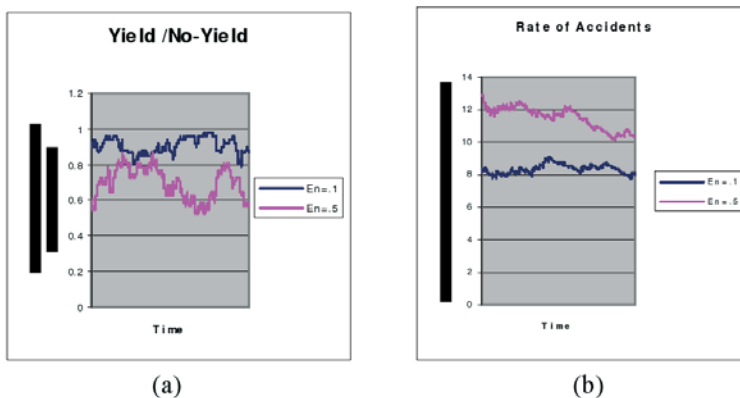 Yield /No-Yield
1.2
1
0.8
0.6
0.4
0.2
0
En=.1
En=.5
Time
(a)
Rate of Accidents
14
12
10
8
6
4
2
0
En=.1
En=.5
Time
(b)